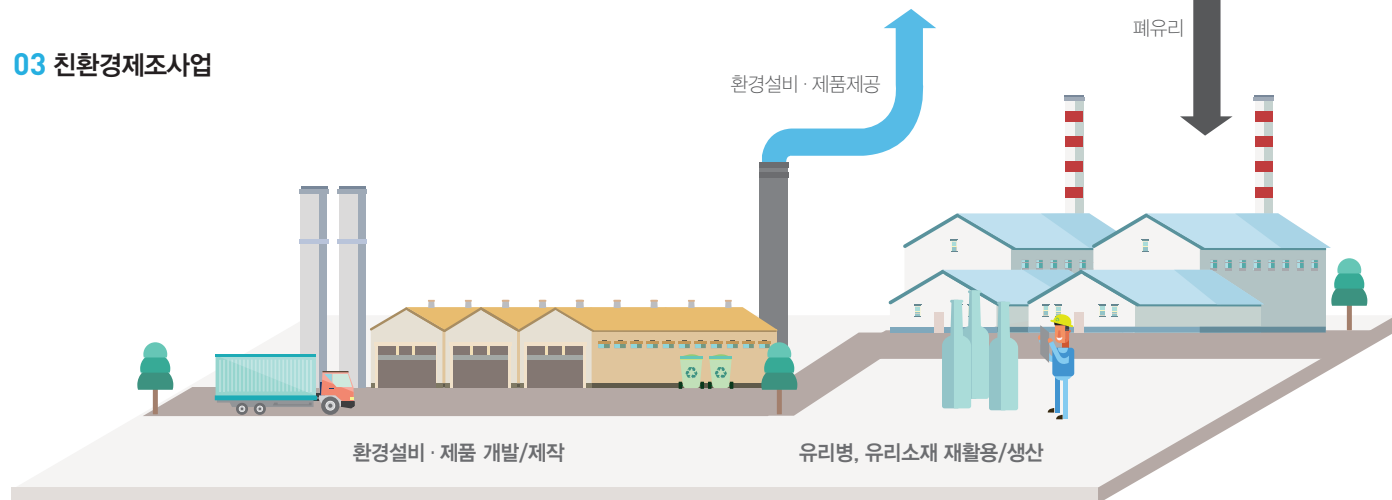 03 친환경제조사업
폐유리
환경설비 · 제품제공
환경설비 · 제품 개발/제작
유리병, 유리소재 재활용/생산